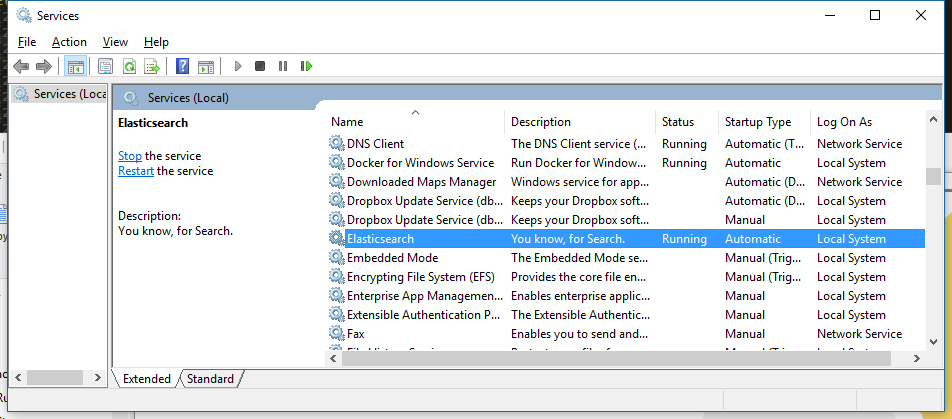 Services
File Action View Help
Services (Loca
Services (Local)
Elasticsearch
Stop the service
Restart the service
Description:
You know, for Search.
Name Description Status Startup Type Log On As
DNS Client The DNS Client service (... Running Automatic (T... Network Service
Docker for Windows Service Run Docker for Window... Running Automatic Local System
Downloaded Maps Manager Windows service for app... Automatic (D... Network Service
Dropbox Update Service (db... Keeps your Dropbox soft... Automatic (D... Local System
Dropbox Update Service (db... Keeps your Dropbox soft... Manual Local System
Elasticsearch You know, for Search. Running Automatic Local System
Embedded Mode The Embedded Mode se... Manual (Trig... Local System
Encrypting File System (EFS) Provides the core file en... Manual (Trig... Local System
Enterprise App Managemen... Enables enterprise applic... Manual Local System
Extensible Authentication P... The Extensible Authentic... Manual Local System
Fax Enables you to send and... Manual Network Service
Extended Standard